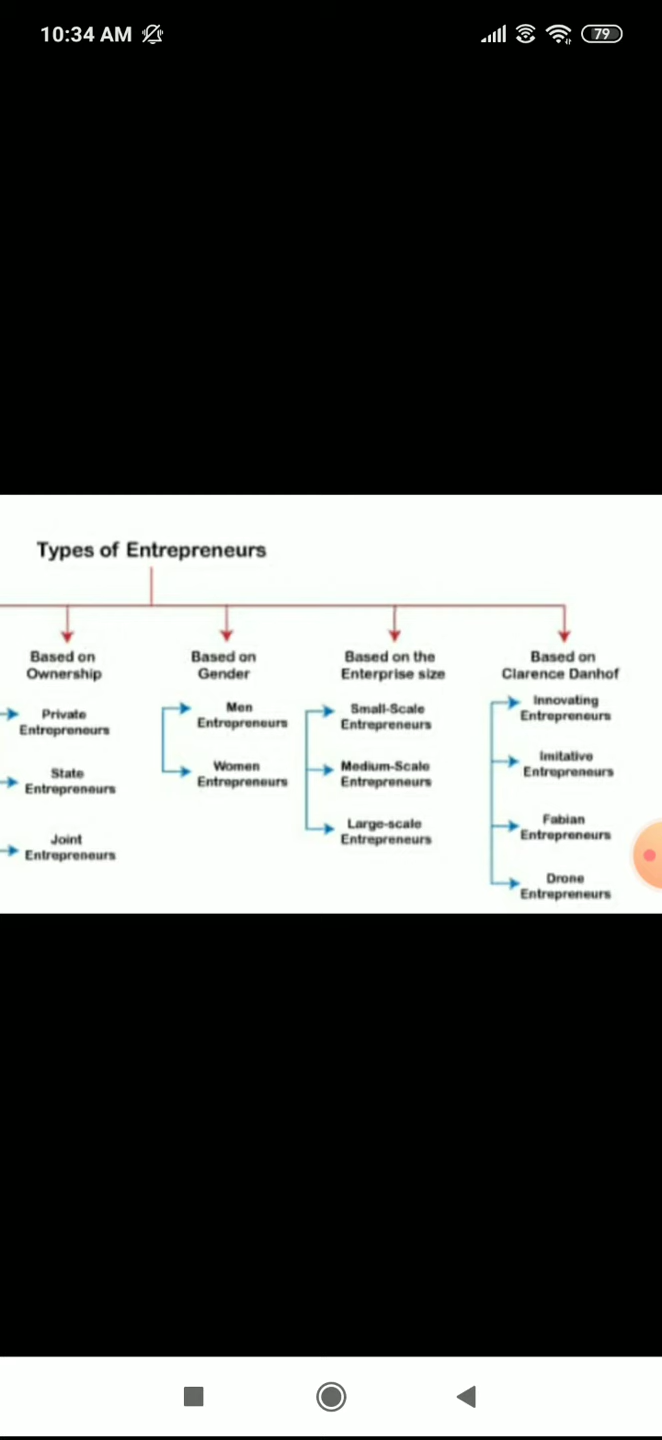 10:34 AM
79
Types of Entrepreneurs
Based on
Ownership
Private
Entrepreneurs
State
Entrepreneurs
Joint
Entrepreneurs
Based on
Gender
Men
Entrepreneurs
Women
Entrepreneurs
Based on the
Enterprise size
Small-Scale
Entrepreneurs
Medium-Scale
Entrepreneurs
Large-scale
Entrepreneurs
Based on
Clarence Danhof
Innovating
Entrepreneurs
Imitative
Entrepreneurs
Fabian
Entrepreneurs
Drone
Entrepreneurs